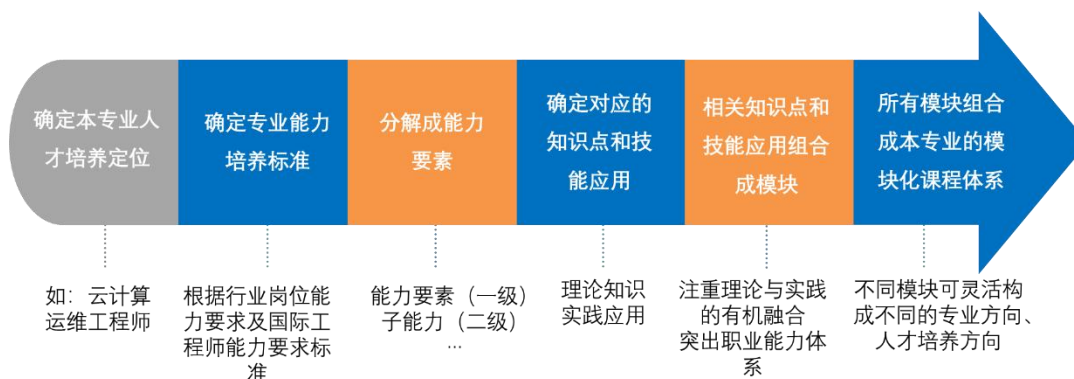 确定本专业人
才培养定位
确定专业能力
培养标准
分解成能力
要素
确定对应的
知识点和技
能应用
相关知识点和
技能应用组合
成模块
所有模块组合
成本专业的模
块化课程体系
如：云计算
运维工程师
根据行业岗位能
力要求及国际工
程师能力要求标
准
能力要素（一级）
子能力（二级）
...
理论知识
实践应用
注重理论与实践
的有机融合
突出职业能力体
系
不同模块可灵活构
成不同的专业方向、
人才培养方向